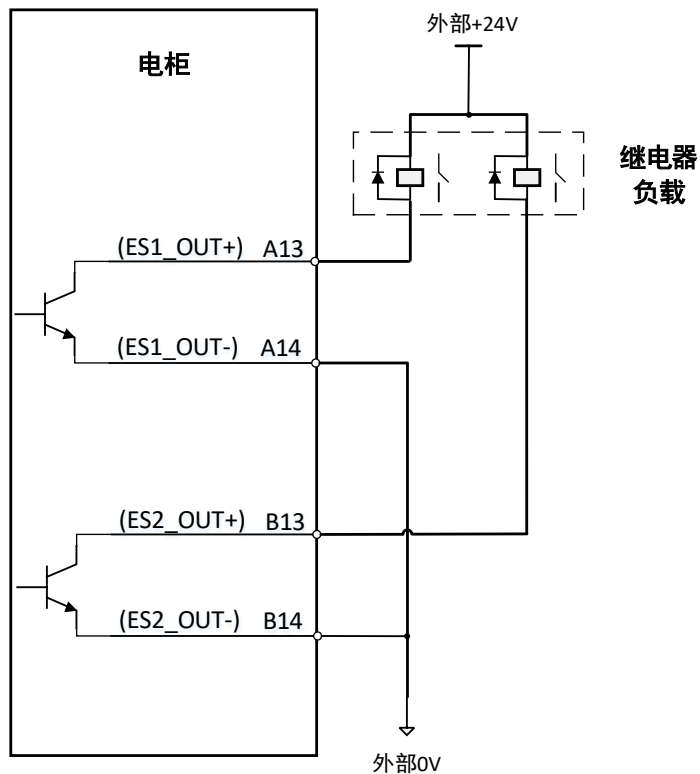 外部+24V
电柜
继电器
负载
(ES1_OUT+) A13
(ES1_OUT-) A14
(ES2_OUT+) B13
(ES2_OUT-) B14
外部0V